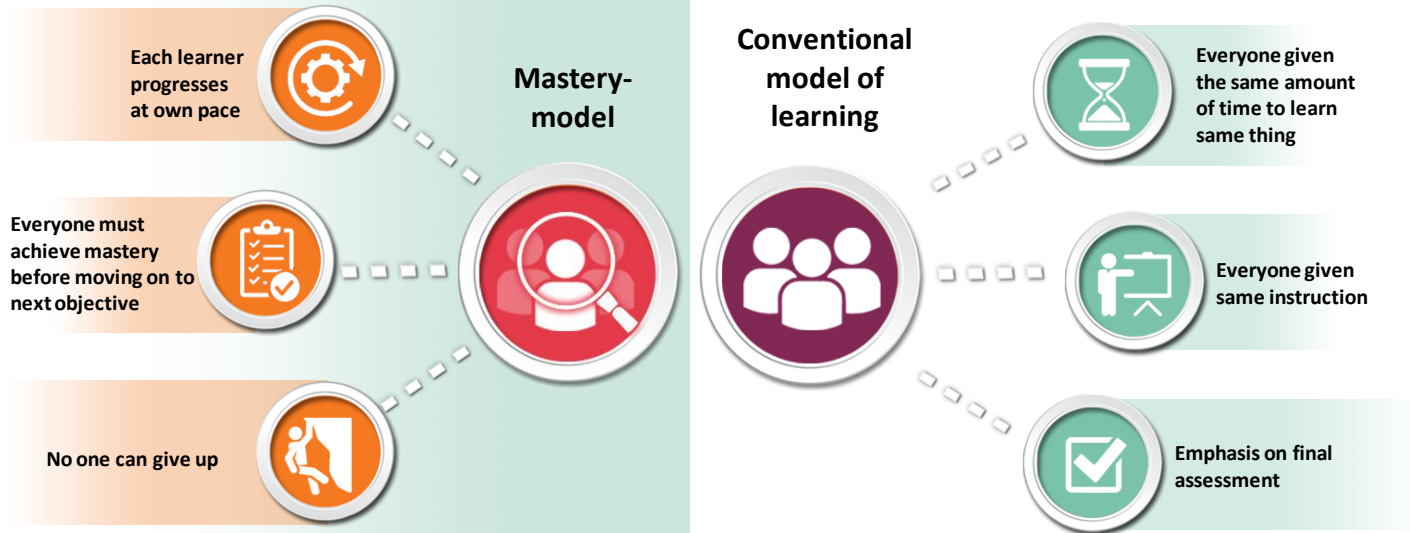 Mastery-
model
Each learner
progresses
at own pace
Everyone must
achieve mastery
before moving on to
next objective
No one can give up
Conventional
model of
learning
Everyone given
the same amount
of time to learn
same thing
Everyone given
same instruction
Emphasis on final
assessment